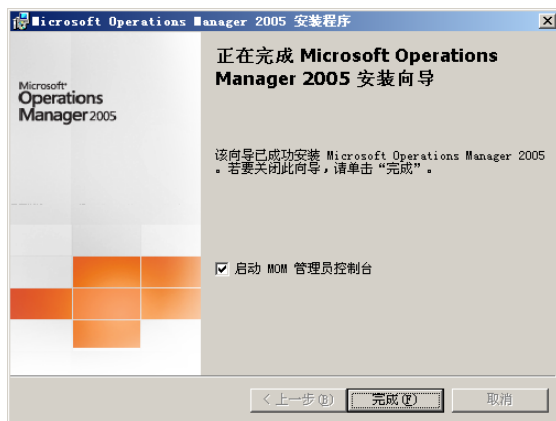 Microsoft Operations Manager 2005 安装程序
正在完成 Microsoft Operations
Manager 2005 安装向导
Microsoft
Operations
Manager 2005
该向导已成功安装 Microsoft Operations Manager 2005
。若要关闭此向导,请单击“完成”。
启动 MOM 管理员控制台
< 上一步(B)
完成(F)
取消